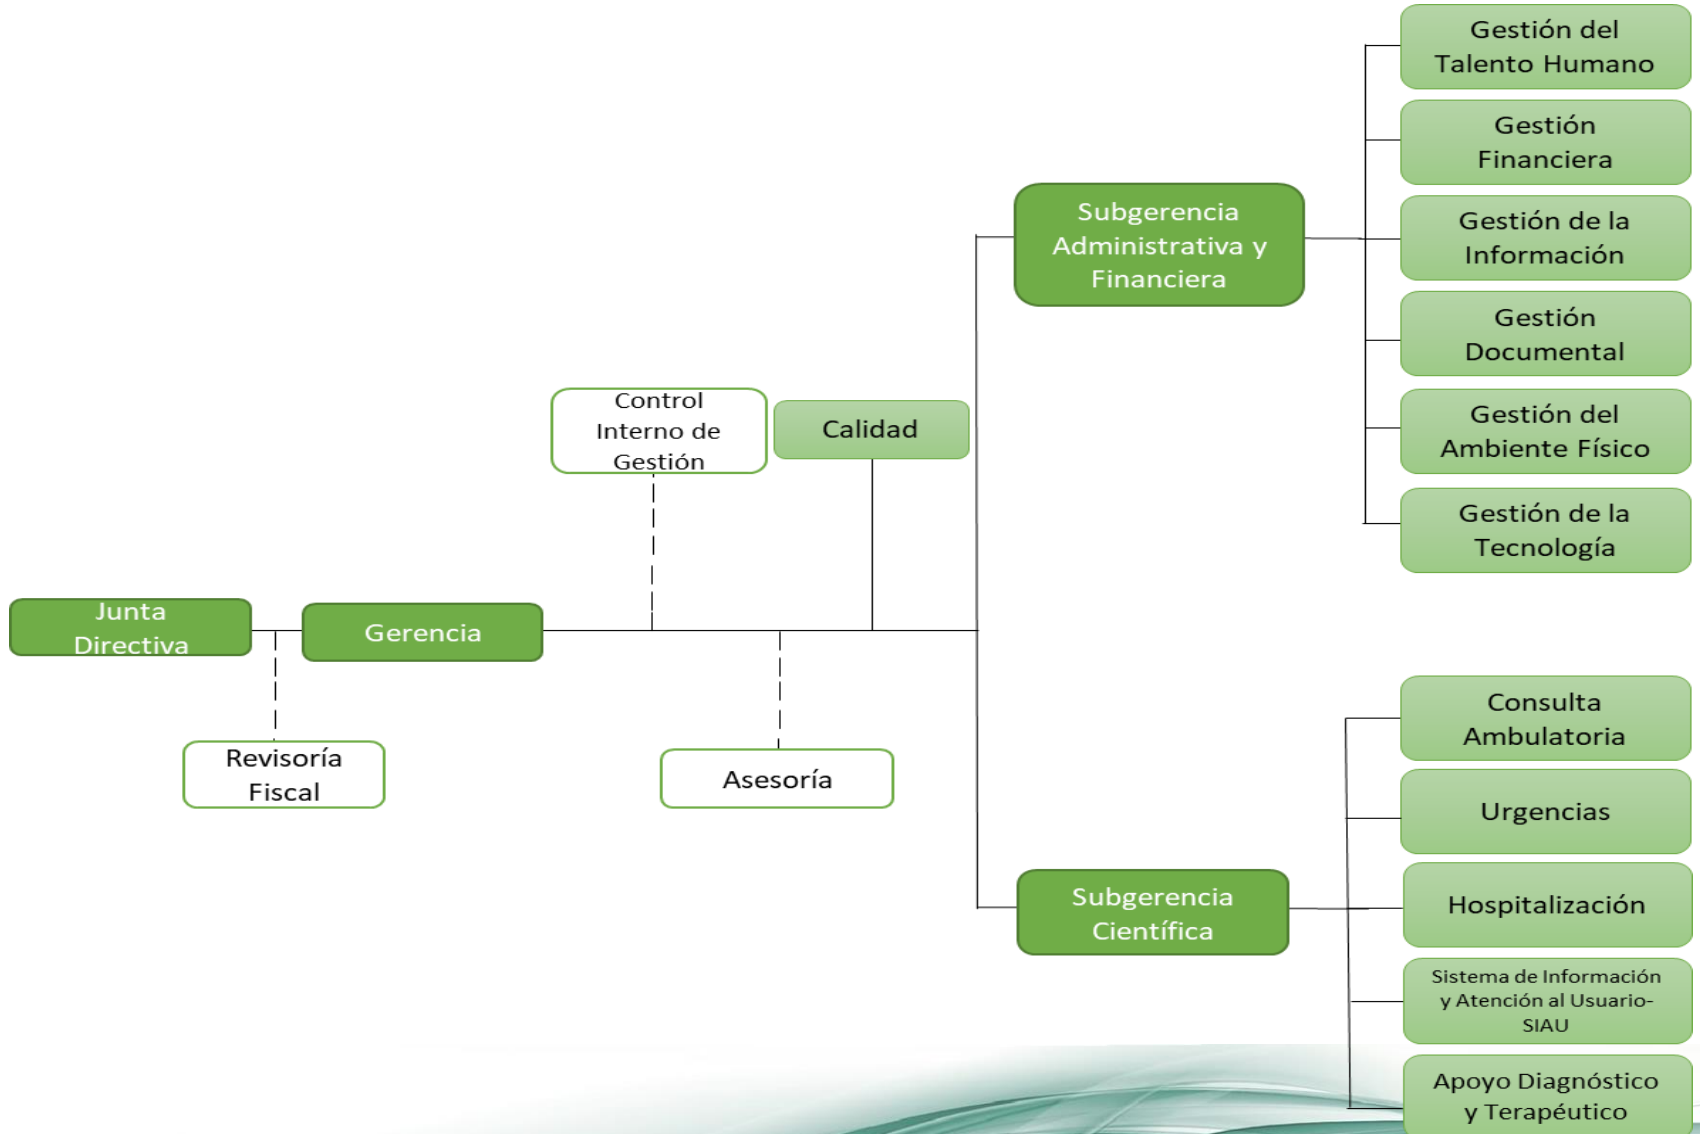 Gestión del
Talento Humano
Gestión
Financiera
Subgerencia
Administrativa y
Financiera
Gestión de la
Información
Gestión
Documental
Control
Interno de
Gestión
Calidad
Gestión del
Ambiente Físico
Gestión de la
Tecnología
Junta
Directiva
Gerencia
Revisoría
Fiscal
Asesoría
Consulta
Ambulatoria
Urgencias
Subgerencia
Científica
Hospitalización
Sistema de Información
y Atención al Usuario-
SIAU
Apoyo Diagnóstico
y Terapéutico